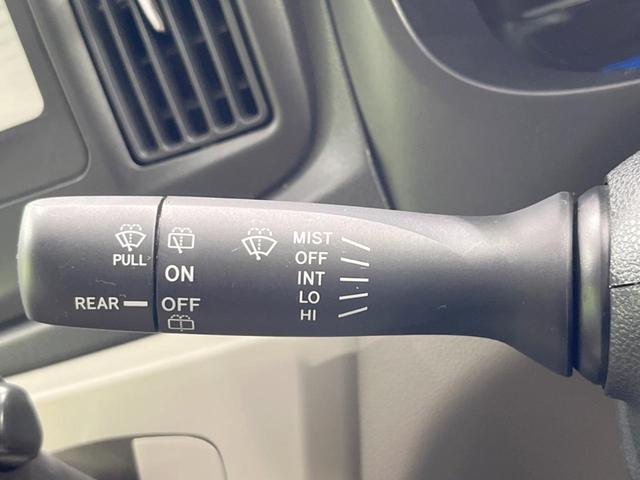 PULL
REAR
ON
OFF
MIST
OFF
INT
LO
HI